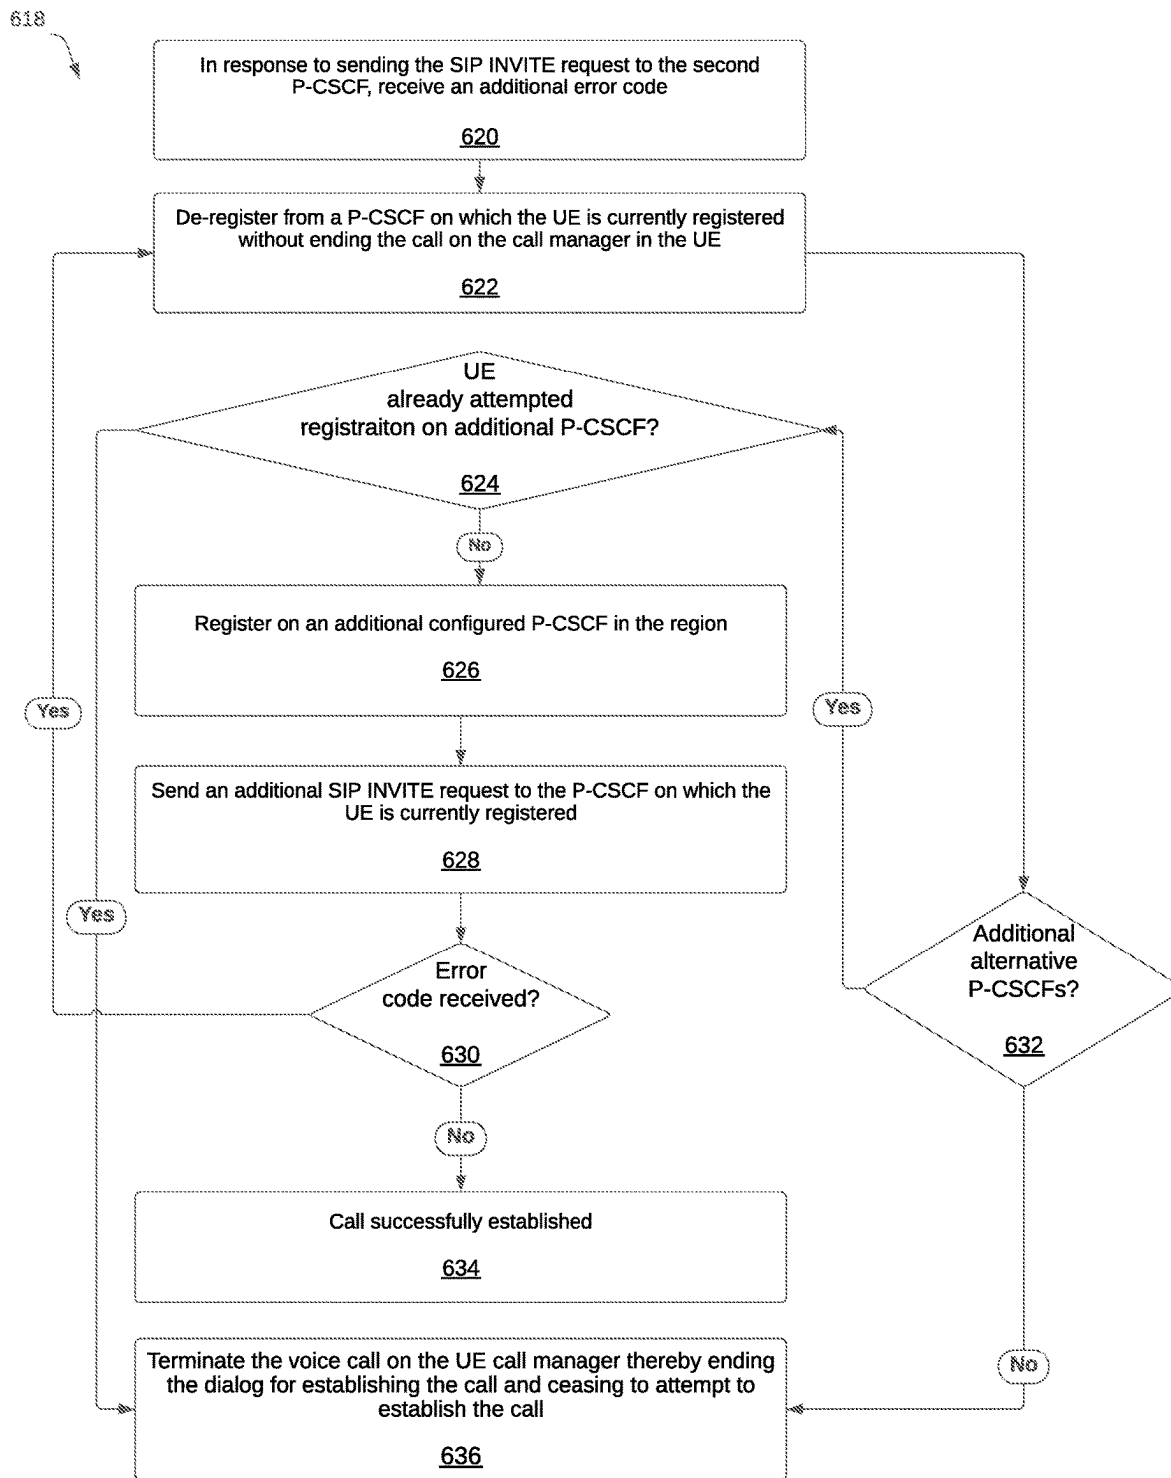 618
In response to sending the SIP INVITE request to the second
P-CSCF, receive an additional error code
620
De-register from a P-CSCF on which the UE is currently registered
without ending the call on the call manager in the UE
622
UE
already attempted
registraiton on additional P-CSCF?
624
No
Register on an additional configured P-CSCF in the region
626
Yes
Yes
Send an additional SIP INVITE request to the P-CSCF on which the
UE is currently registered
628
Yes
Error
code received?
630
Additional
alternative
P-CSCFs?
632
No
Call successfully established
634
No
Terminate the voice call on the UE call manager thereby ending
the dialog for establishing the call and ceasing to attempt to
establish the call
636